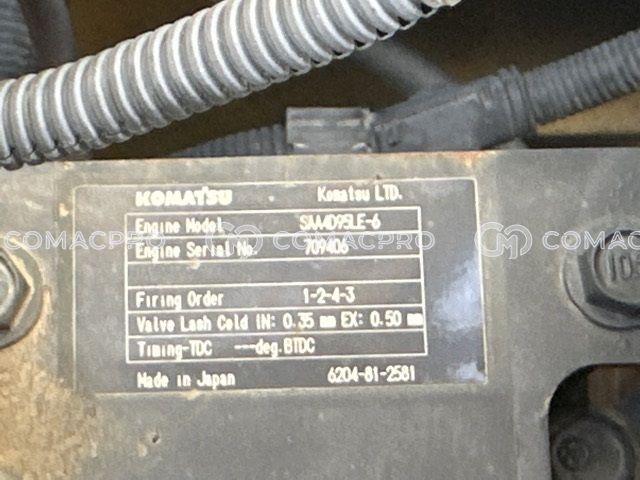 KOMATSU Komatsu LTD.
Engine Model SAA4D95LE-6
Engine Serial No. 709406
Firing Order 1-2-4-3
Valve Lash Cold IN: 0.35 mm EX: 0.50 mm
Timing-TDC ---deg.BTDC
Made in Japan 6204-81-2581
COMACPRO COMACPRO COMACPRO